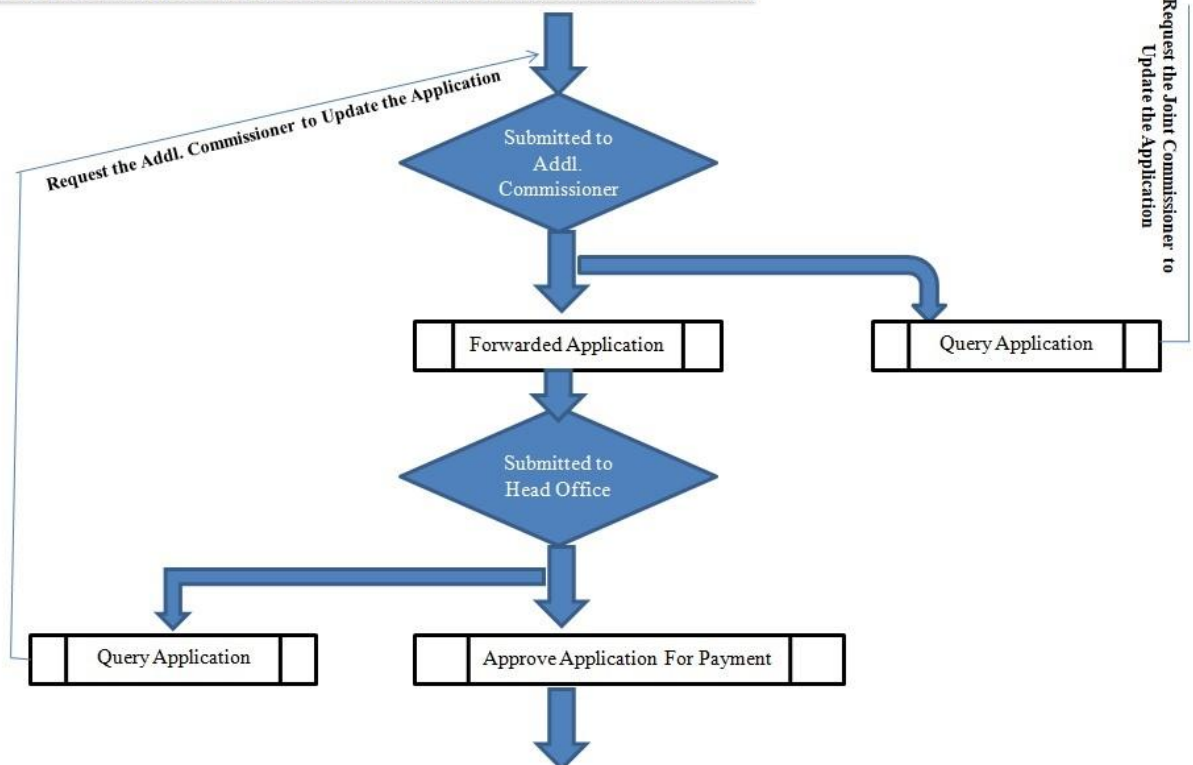 Request the Joint Commissioner to
Update the Application
Request the Addl. Commissioner to Update the Application
Submitted to
Addl.
Commissioner
Forwarded Application
Query Application
Submitted to
Head Office
Query Application
Approve Application For Payment